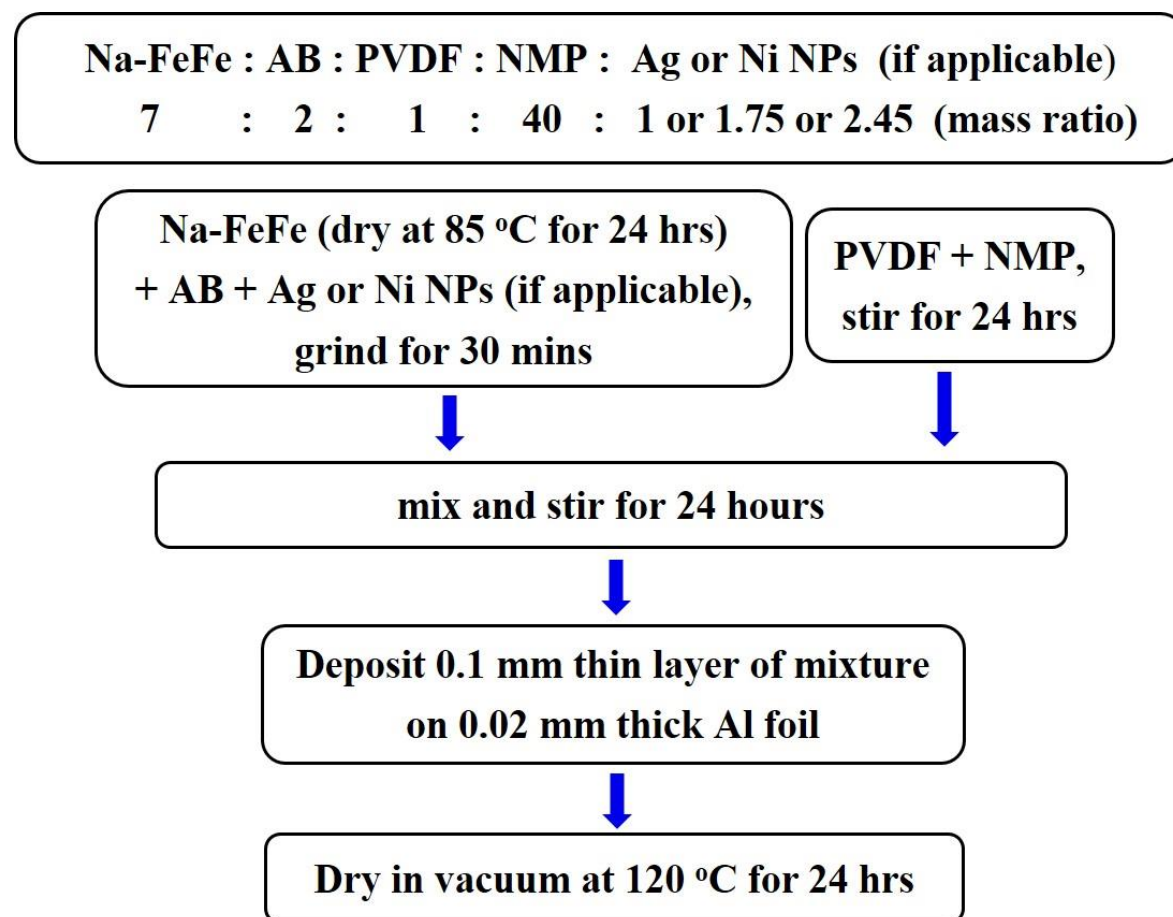 Na-FeFe : AB : PVDF : NMP : Ag or Ni NPs (if applicable)
7 : 2 : 1 : 40 : 1 or 1.75 or 2.45 (mass ratio)
Na-FeFe (dry at 85 ºC for 24 hrs)
+ AB + Ag or Ni NPs (if applicable),
grind for 30 mins
PVDF + NMP,
stir for 24 hrs
mix and stir for 24 hours
Deposit 0.1 mm thin layer of mixture
on 0.02 mm thick Al foil
Dry in vacuum at 120 ºC for 24 hrs